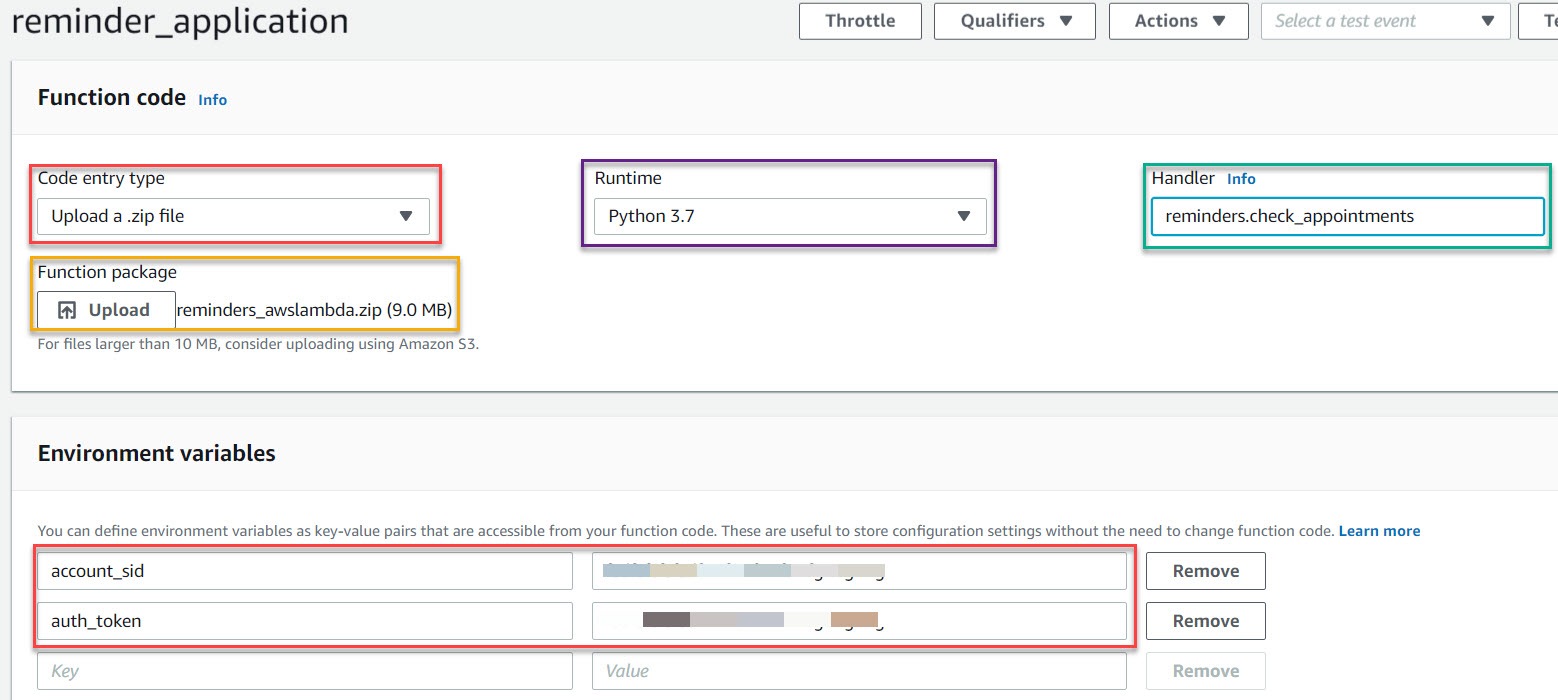 reminder_application
Throttle
Qualifiers
Actions
Select a test event
Function code Info
Code entry type
Upload a .zip file
Runtime
Python 3.7
Handler Info
reminders.check_appointments
Function package
Upload reminders_awslambda.zip (9.0 MB)
For files larger than 10 MB, consider uploading using Amazon S3.
Environment variables
You can define environment variables as key-value pairs that are accessible from your function code. These are useful to store configuration settings without the need to change function code. Learn more
account_sid
Remove
auth_token
Remove
Key
Value
Remove